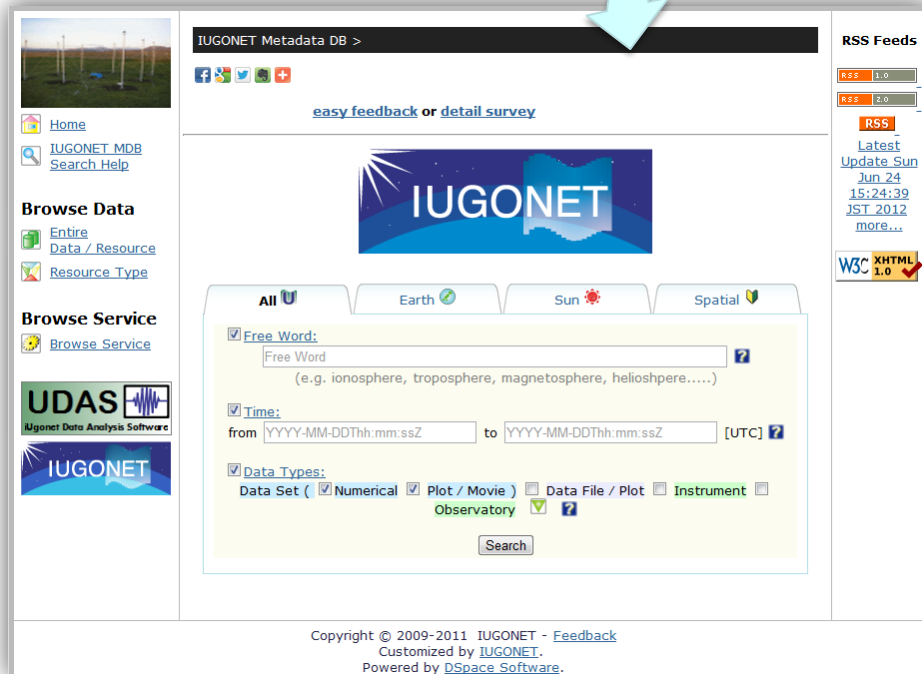 Home
IUGONET MDB
Search Help
Browse Data
Entire
Data / Resource
Resource Type
Browse Service
Browse Service
UDAS
iUgonet Data Analysis Software
IUGONET
IUGONET Metadata DB >
easy feedback or detail survey
IUGONET
All
Earth
Sun
Spatial
Free Word:
Free Word
(e.g. ionosphere, troposphere, magnetosphere, helioshpere.....)
Time:
from YYYY-MM-DDThh:mm:ssZ to YYYY-MM-DDThh:mm:ssZ [UTC] ?
Data Types:
Data Set ( Numerical Plot / Movie ) Data File / Plot Instrument
Observatory ?
Search
RSS Feeds
RSS 1.0
RSS 2.0
RSS
Latest
Update Sun
Jun 24
15:24:39
JST 2012
more...
W3C XHTML
1.0
Copyright © 2009-2011 IUGONET - Feedback
Customized by IUGONET.
Powered by DSpace Software.